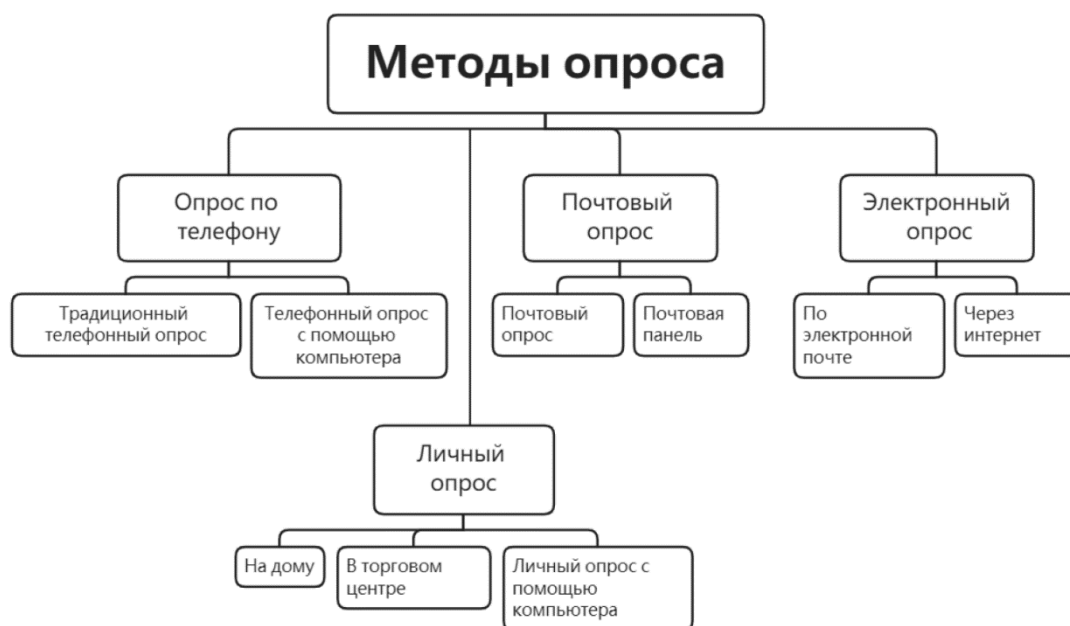 Методы опроса
Опрос по
телефону
Почтовый
опрос
Электронный
опрос
Традиционный
телефонный опрос
Телефонный опрос
с помощью
компьютера
Почтовый
опрос
Почтовая
панель
По
электронной
почте
Через
интернет
Личный
опрос
На дому
В торговом
центре
Личный опрос с
помощью
компьютера